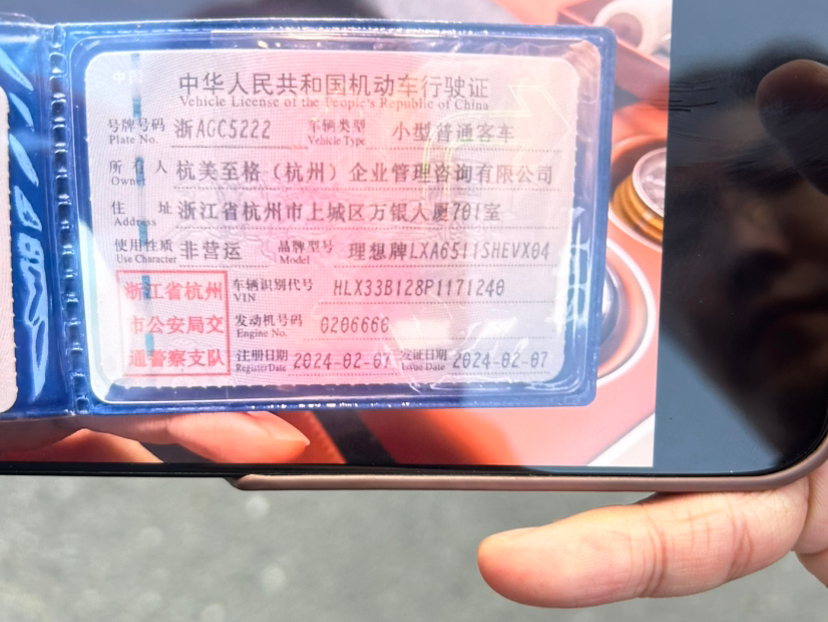 中华人民共和国机动车行驶证
Vehicle License of the People's Republic of China
号牌号码 浙AGC5222 车辆类型 小型普通客车
Plate No. Vehicle Type
所有人 杭美至格（杭州）企业管理咨询有限公司
Owner
住址 浙江省杭州市上城区万银大厦701室
Address
使用性质 非营运 品牌型号 理想牌LXA6511SHEVX04
Use Character Model
浙江省杭州
市公安局交
通警察支队
车辆识别代号 HLX33B128P1171240
VIN
发动机号码 0206660
Engine No.
注册日期 2024-02-07 发证日期 2024-02-07
Register Date Issue Date